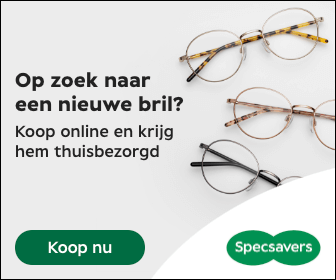 Op zoek naar
een nieuwe bril?
Koop online en krijg
hem thuisbezorgd
Koop nu
Specsavers